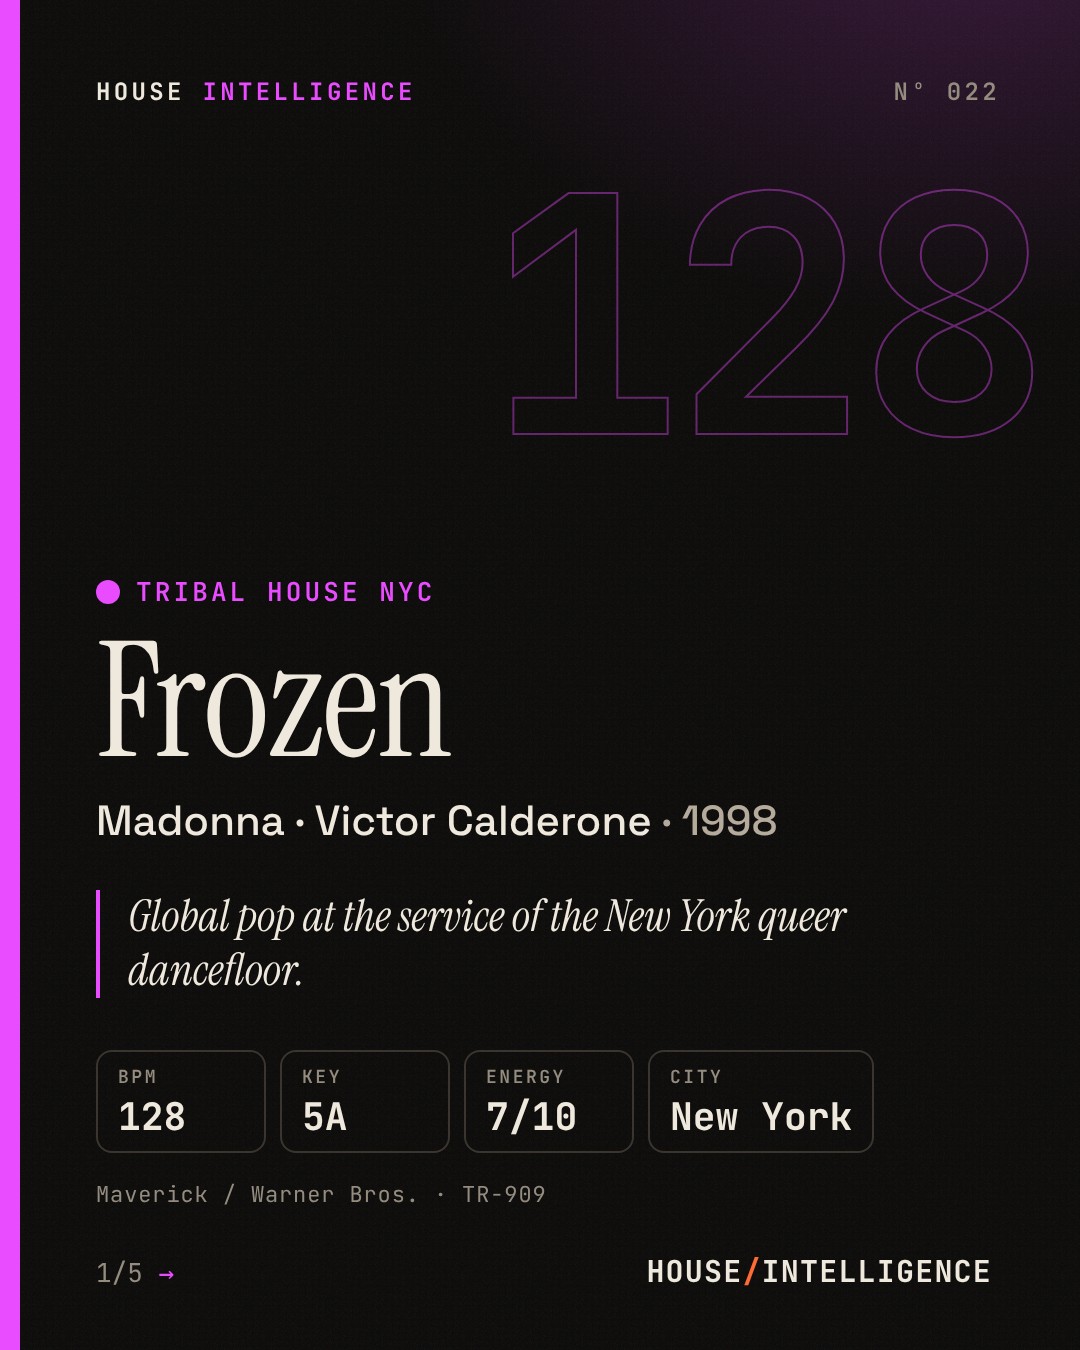 HOUSE INTELLIGENCE
N° 022
128
TRIBAL HOUSE NYC
Frozen
Madonna · Victor Calderone · 1998
Global pop at the service of the New York queer
dancefloor.
BPM
128
KEY
5A
ENERGY
7/10
CITY
New York
Maverick / Warner Bros. · TR-909
1/5 →
HOUSE/INTELLIGENCE